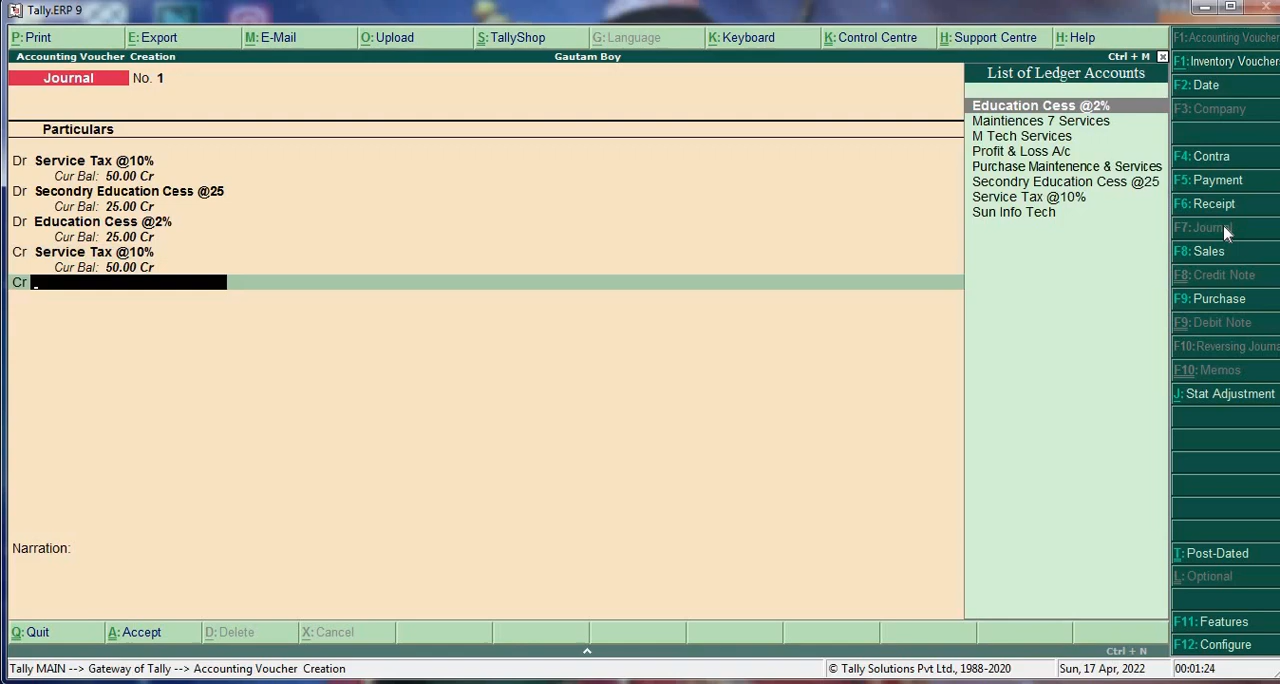 Tally.ERP 9
P: Print E: Export M: E-Mail O: Upload S: TallyShop G: Language K: Keyboard K: Control Centre H: Support Centre H: Help
Accounting Voucher Creation Gautam Boy Ctrl + M x
Journal No. 1
Particulars
Dr Service Tax @10%
Cur Bal: 50.00 Cr
Dr Secondry Education Cess @25
Cur Bal: 25.00 Cr
Dr Education Cess @2%
Cur Bal: 25.00 Cr
Cr Service Tax @10%
Cur Bal: 50.00 Cr
Cr
Narration:
List of Ledger Accounts
Education Cess @2%
Maintiences 7 Services
M Tech Services
Profit & Loss A/c
Purchase Maintenence & Services
Secondry Education Cess @25
Service Tax @10%
Sun Info Tech
F1: Accounting Voucher
F1: Inventory Voucher
F2: Date
F3: Company
F4: Contra
F5: Payment
F6: Receipt
F7: Journal
F8: Sales
F8: Credit Note
F9: Purchase
F9: Debit Note
F10: Reversing Journa
F10: Memos
J: Stat Adjustment
T: Post-Dated
L: Optional
F11: Features
F12: Configure
Q: Quit A: Accept D: Delete X: Cancel
Ctrl + N
Tally MAIN --> Gateway of Tally --> Accounting Voucher Creation © Tally Solutions Pvt Ltd., 1988-2020 Sun, 17 Apr, 2022 00:01:24